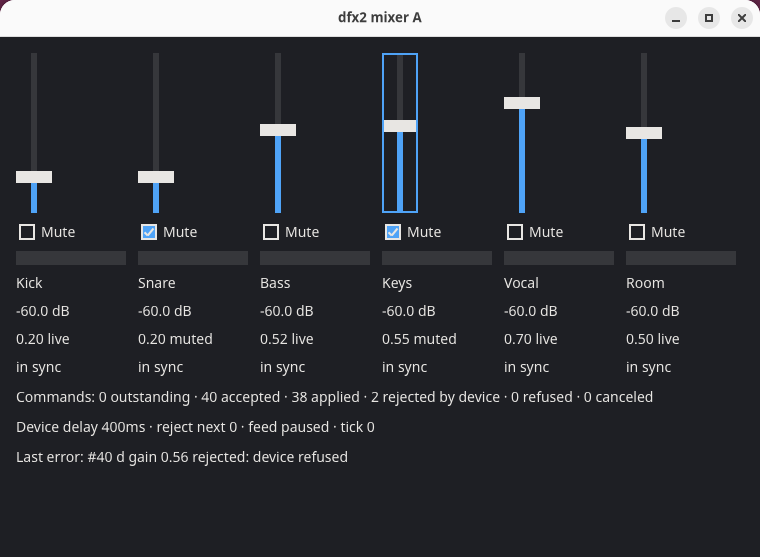 dfx2 mixer A
Mute Mute Mute Mute Mute Mute
Kick Snare Bass Keys Vocal Room
-60.0 dB -60.0 dB -60.0 dB -60.0 dB -60.0 dB -60.0 dB
0.20 live 0.20 muted 0.52 live 0.55 muted 0.70 live 0.50 live
in sync in sync in sync in sync in sync in sync
Commands: 0 outstanding · 40 accepted · 38 applied · 2 rejected by device · 0 refused · 0 canceled
Device delay 400ms · reject next 0 · feed paused · tick 0
Last error: #40 d gain 0.56 rejected: device refused